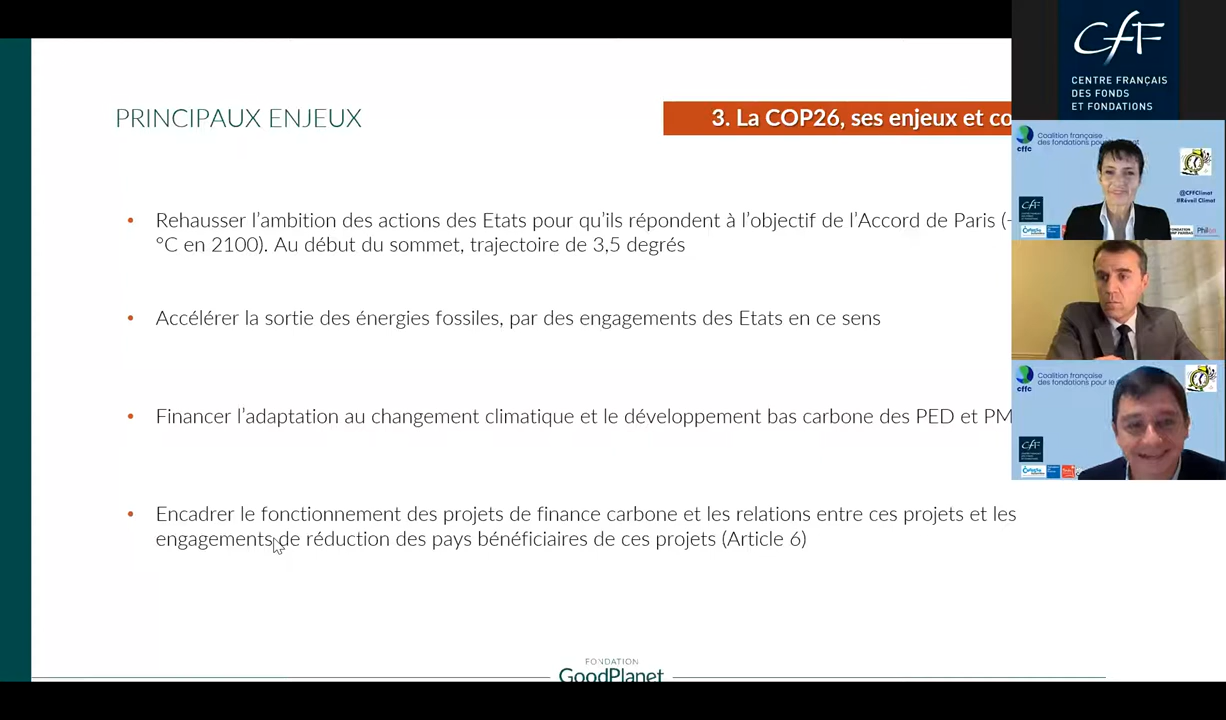 PRINCIPAUX ENJEUX
3. La COP26, ses enjeux et co
• Rehausser l'ambition des actions des Etats pour qu'ils répondent à l'objectif de l'Accord de Paris (-
°C en 2100). Au début du sommet, trajectoire de 3,5 degrés
• Accélérer la sortie des énergies fossiles, par des engagements des Etats en ce sens
• Financer l'adaptation au changement climatique et le développement bas carbone des PED et PM
• Encadrer le fonctionnement des projets de finance carbone et les relations entre ces projets et les
engagements de réduction des pays bénéficiaires de ces projets (Article 6)
FONDATION
GoodPlanet
CFF
CENTRE FRANÇAIS
DES FONDS
ET FONDATIONS
Coalition française
des fondations
cffc
@CFFClimat
#Réveil Climat
Coalition française
des fondations pour le
cffc